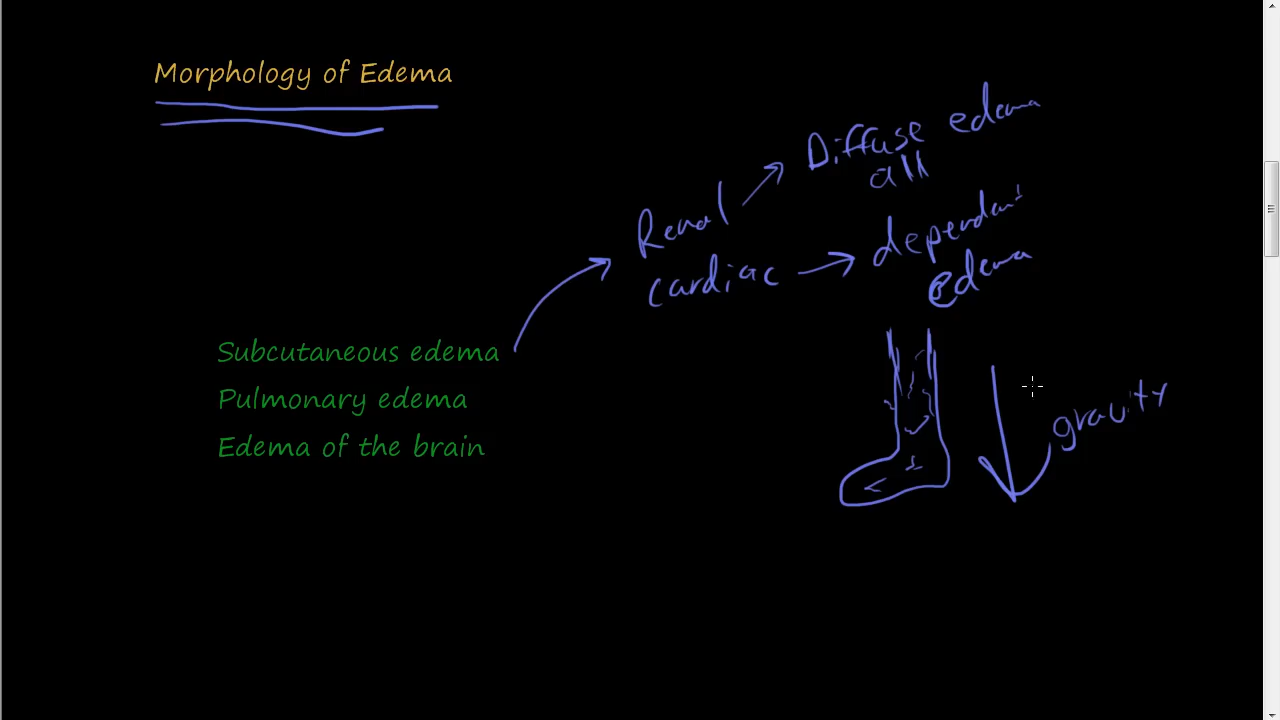 Morphology of Edema
Diffuse edema
all
Renal
cardiac
dependent
edema
Subcutaneous edema
Pulmonary edema
Edema of the brain
gravity